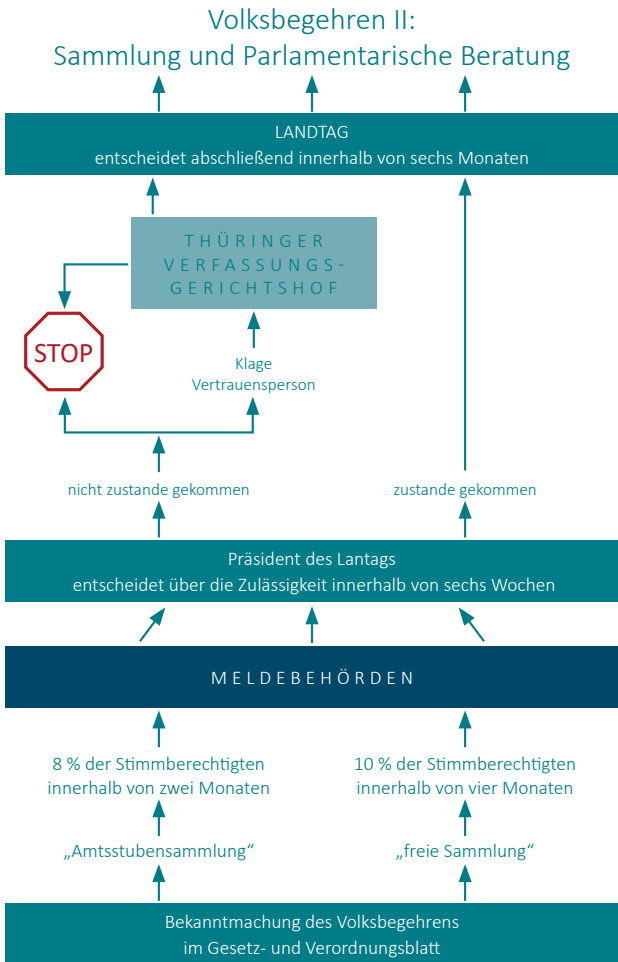 Volksbegehren II:
Sammlung und Parlamentarische Beratung
LANDTAG
entscheidet abschließend innerhalb von sechs Monaten
THÜRINGER
VERFASSUNGS-
GERICHTSHOF
STOP
Klage
Vertrauensperson
nicht zustande gekommen
zustande gekommen
Präsident des Lantags
entscheidet über die Zulässigkeit innerhalb von sechs Wochen
MELDEBEHÖRDEN
8 % der Stimmberechtigten
innerhalb von zwei Monaten
10 % der Stimmberechtigten
innerhalb von vier Monaten
„Amtsstubensammlung“
„freie Sammlung“
Bekanntmachung des Volksbegehrens
im Gesetz- und Verordnungsblatt